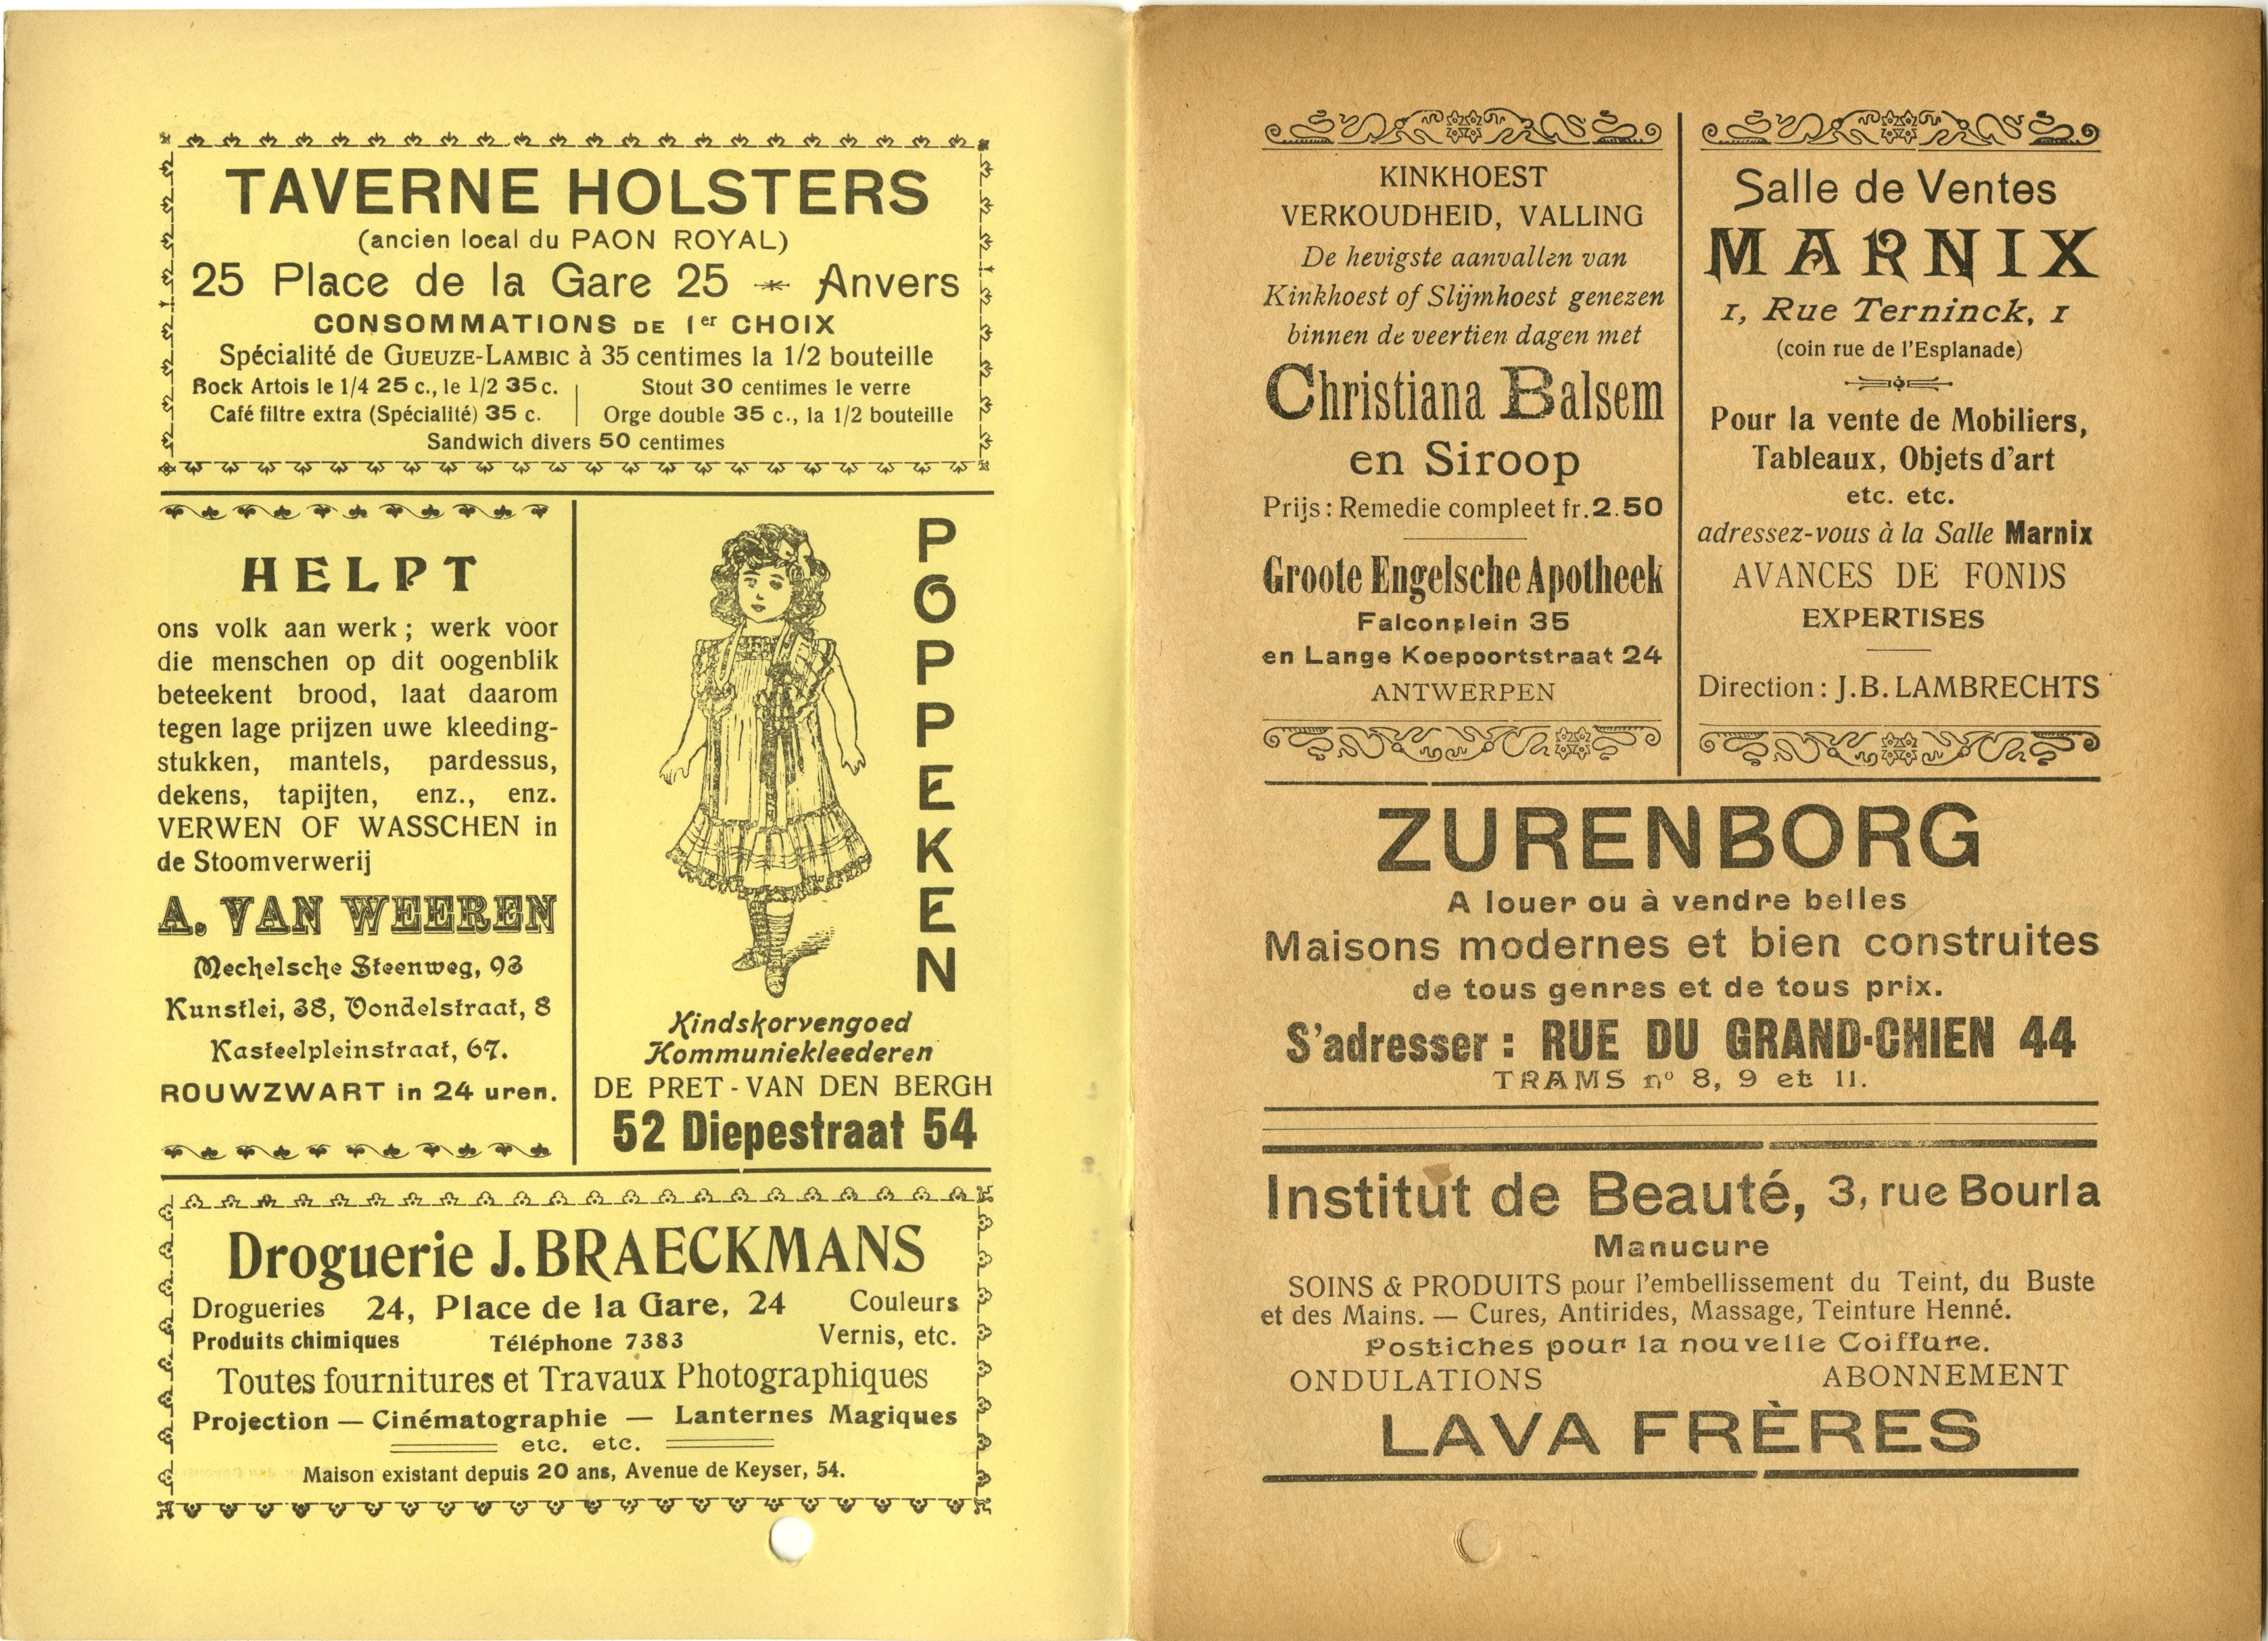 TAVERNE HOLSTERS
(ancien local du PAON ROYAL)
25 Place de la Gare 25 Anvers
CONSOMMATIONS DE 1er CHOIX
Spécialité de GUEUZE-LAMBIC à 35 centimes la 1/2 bouteille
Bock Artois le 1/4 25 c., le 1/2 35 c.
Café filtre extra (Spécialité) 35 c.
Stout 30 centimes le verre
Orge double 35 c., la 1/2 bouteille
Sandwich divers 50 centimes
HELPT
ons volk aan werk ; werk voor
die menschen op dit oogenblik
beteekent brood, laat daarom
tegen lage prijzen uwe kleeding-
stukken, mantels, pardessus,
dekens, tapijten, enz., enz.
VERWEN OF WASSCHEN in
de Stoomverwerij
A. VAN WEEREN
Mechelsche Steenweg, 93
Kunstlei, 38, Vondelstraat, 8
Kasteelpleinstraat, 67.
ROUWZWART in 24 uren.
POPPEKEN
Kindskorvengoed
Kommuniekleederen
DE PRET - VAN DEN BERGH
52 Diepestraat 54
Droguerie J. BRAECKMANS
Drogueries 24, Place de la Gare, 24 Couleurs
Produits chimiques Téléphone 7383 Vernis, etc.
Toutes fournitures et Travaux Photographiques
Projection — Cinématographie — Lanternes Magiques
etc. etc.
Maison existant depuis 20 ans, Avenue de Keyser, 54.
KINKHOEST
VERKOUDHEID, VALLING
De hevigste aanvallen van
Kinkhoest of Slijmhoest genezen
binnen de veertien dagen met
Christiana Balsem
en Siroop
Prijs : Remedie compleet fr. 2.50
Groote Engelsche Apotheek
Falconplein 35
en Lange Koepoortstraat 24
ANTWERPEN
Salle de Ventes
MARNIX
1, Rue Terninck, 1
(coin rue de l'Esplanade)
Pour la vente de Mobiliers,
Tableaux, Objets d'art
etc. etc.
adressez-vous à la Salle Marnix
AVANCES DE FONDS
EXPERTISES
Direction : J. B. LAMBRECHTS
ZURENBORG
A louer ou à vendre belles
Maisons modernes et bien construites
de tous genres et de tous prix.
S'adresser : RUE DU GRAND-CHIEN 44
TRAMS no 8, 9 et 11.
Institut de Beauté, 3, rue Bourla
Manucure
SOINS & PRODUITS pour l'embellissement du Teint, du Buste
et des Mains. — Cures, Antirides, Massage, Teinture Henné.
Postiches pour la nouvelle Coiffure.
ONDULATIONS ABONNEMENT
LAVA FRÈRES